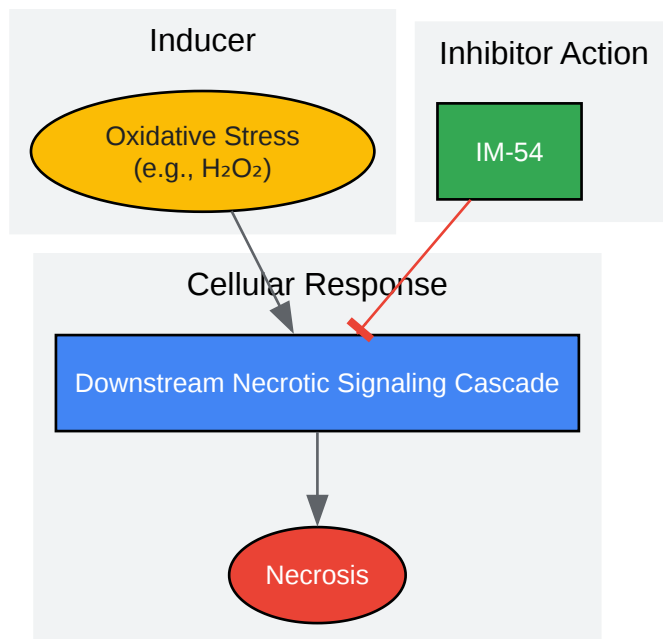 Inducer
Oxidative Stress
(e.g., H₂O₂)
Inhibitor Action
IM-54
Cellular Response
Downstream Necrotic Signaling Cascade
Necrosis